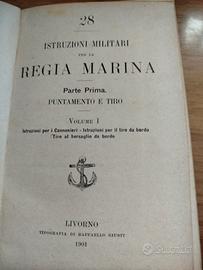 28
ISTRUZIONI MILITARI
PER LA
REGIA MARINA
Parte Prima.
PUNTAMENTO E TIRO
VOLUME I
Istruzioni per i Cannonieri - Istruzioni per il tiro da bordo
Tiro al bersaglio da bordo
LIVORNO
TIPOGRAFIA DI RAFFAELLO GIUSTI
1901
subito